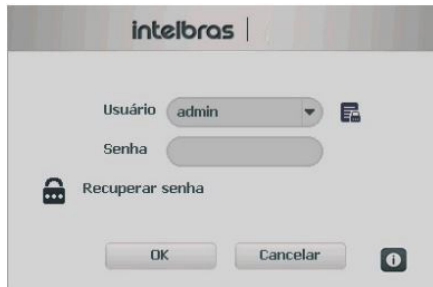 intelbras
Usuário admin
Senha
Recuperar senha
OK Cancelar